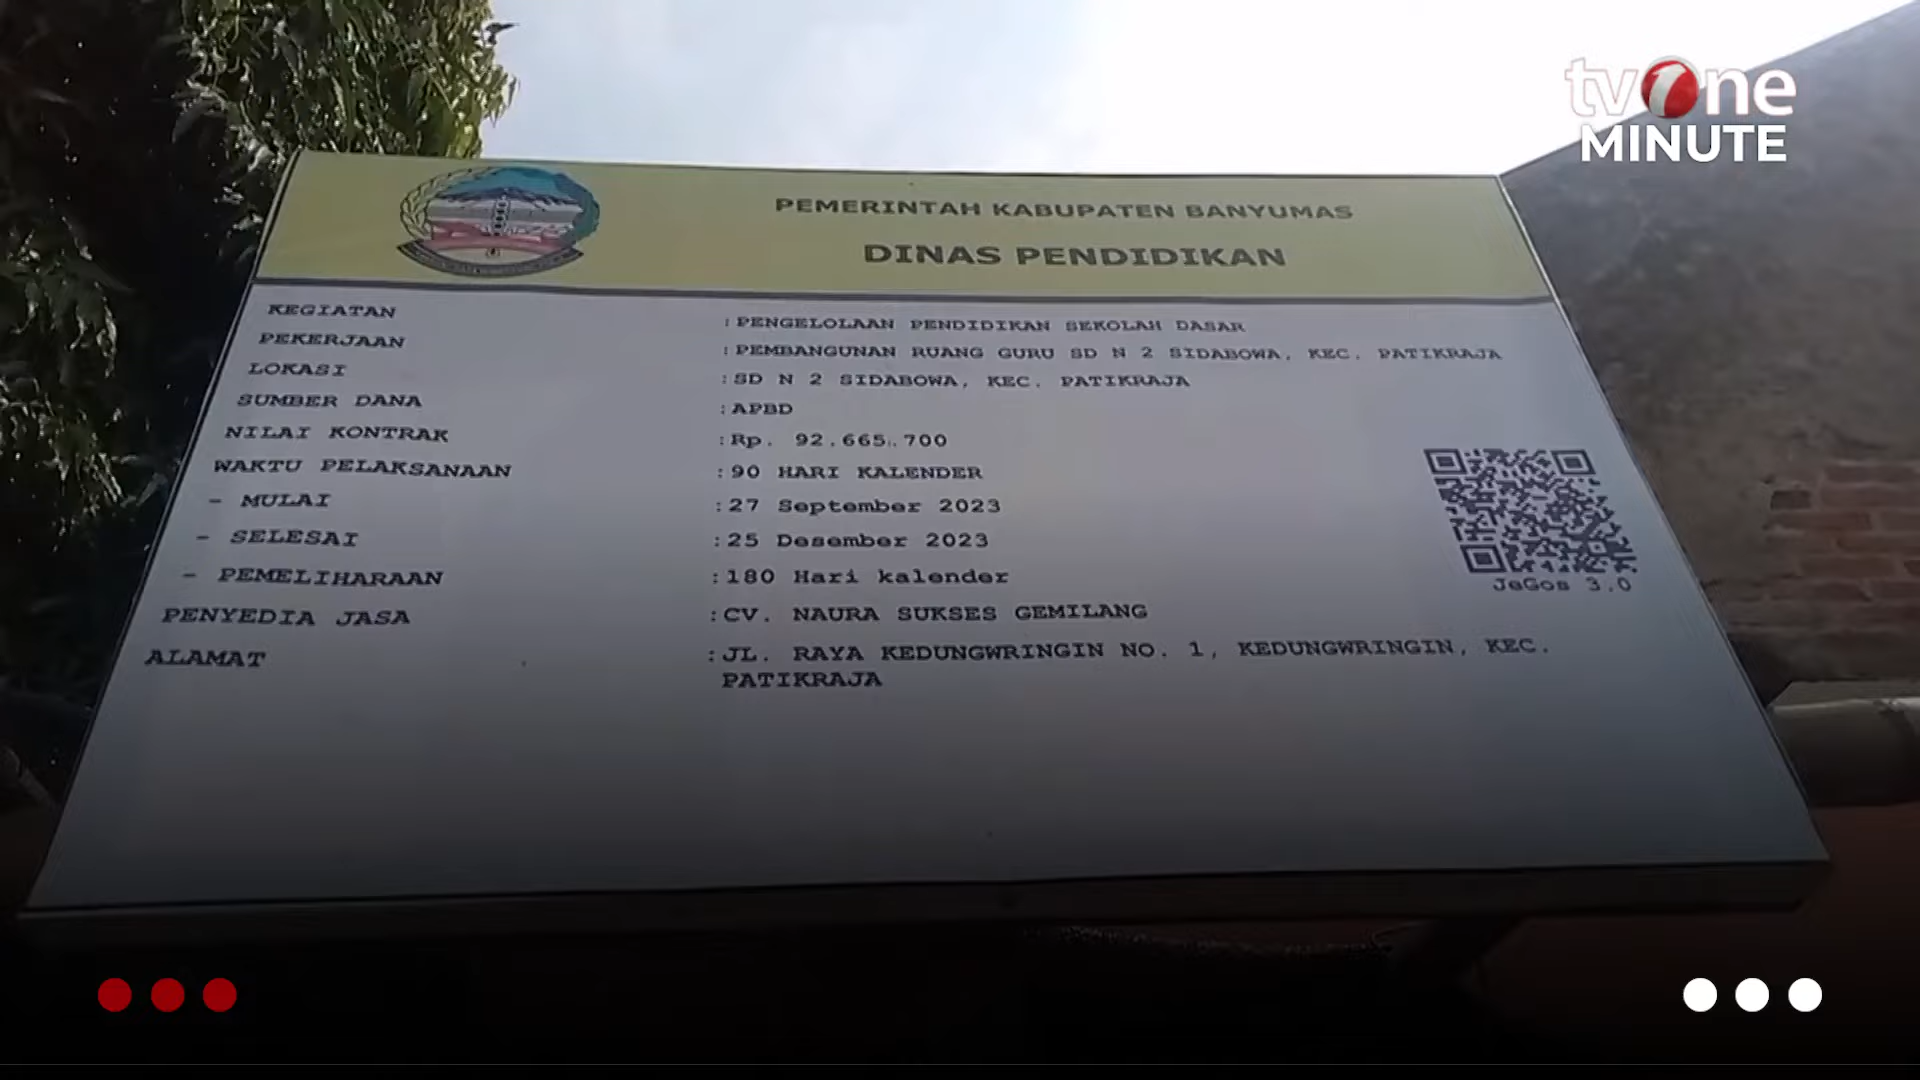 tvOne
MINUTE
PEMERINTAH KABUPATEN BANYUMAS
DINAS PENDIDIKAN
KEGIATAN : PENGELOLAAN PENDIDIKAN SEKOLAH DASAR
PEKERJAAN : PEMBANGUNAN RUANG GURU SD N 2 SIDABOWA, KEC. PATIKRAJA
LOKASI : SD N 2 SIDABOWA, KEC. PATIKRAJA
SUMBER DANA : APBD
NILAI KONTRAK : Rp. 92.665.700
WAKTU PELAKSANAAN : 90 HARI KALENDER
- MULAI : 27 September 2023
- SELESAI : 25 Desember 2023
- PEMELIHARAAN : 180 Hari kalender
PENYEDIA JASA : CV. NAURA SUKSES GEMILANG
ALAMAT : JL. RAYA KEDUNGWRINGIN NO. 1, KEDUNGWRINGIN, KEC.
PATIKRAJA
JeGos 3.0